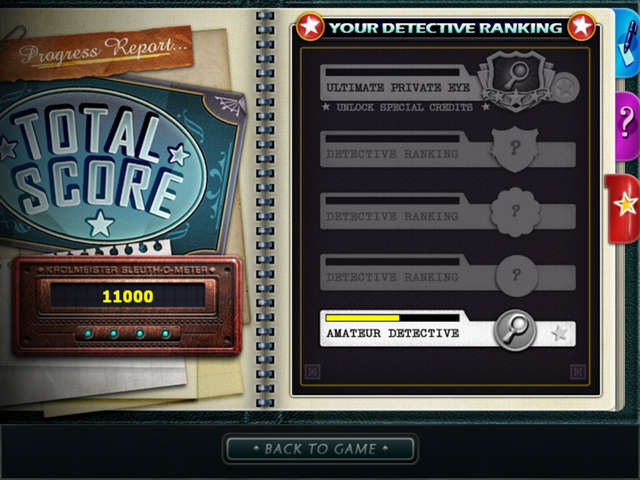 Progress Report...
TOTAL
SCORE
KROLMEISTER SLEUTH-O-METER
11000
YOUR DETECTIVE RANKING
ULTIMATE PRIVATE EYE
UNLOCK SPECIAL CREDITS
DETECTIVE RANKING
?
DETECTIVE RANKING
?
DETECTIVE RANKING
?
AMATEUR DETECTIVE
?
BACK TO GAME